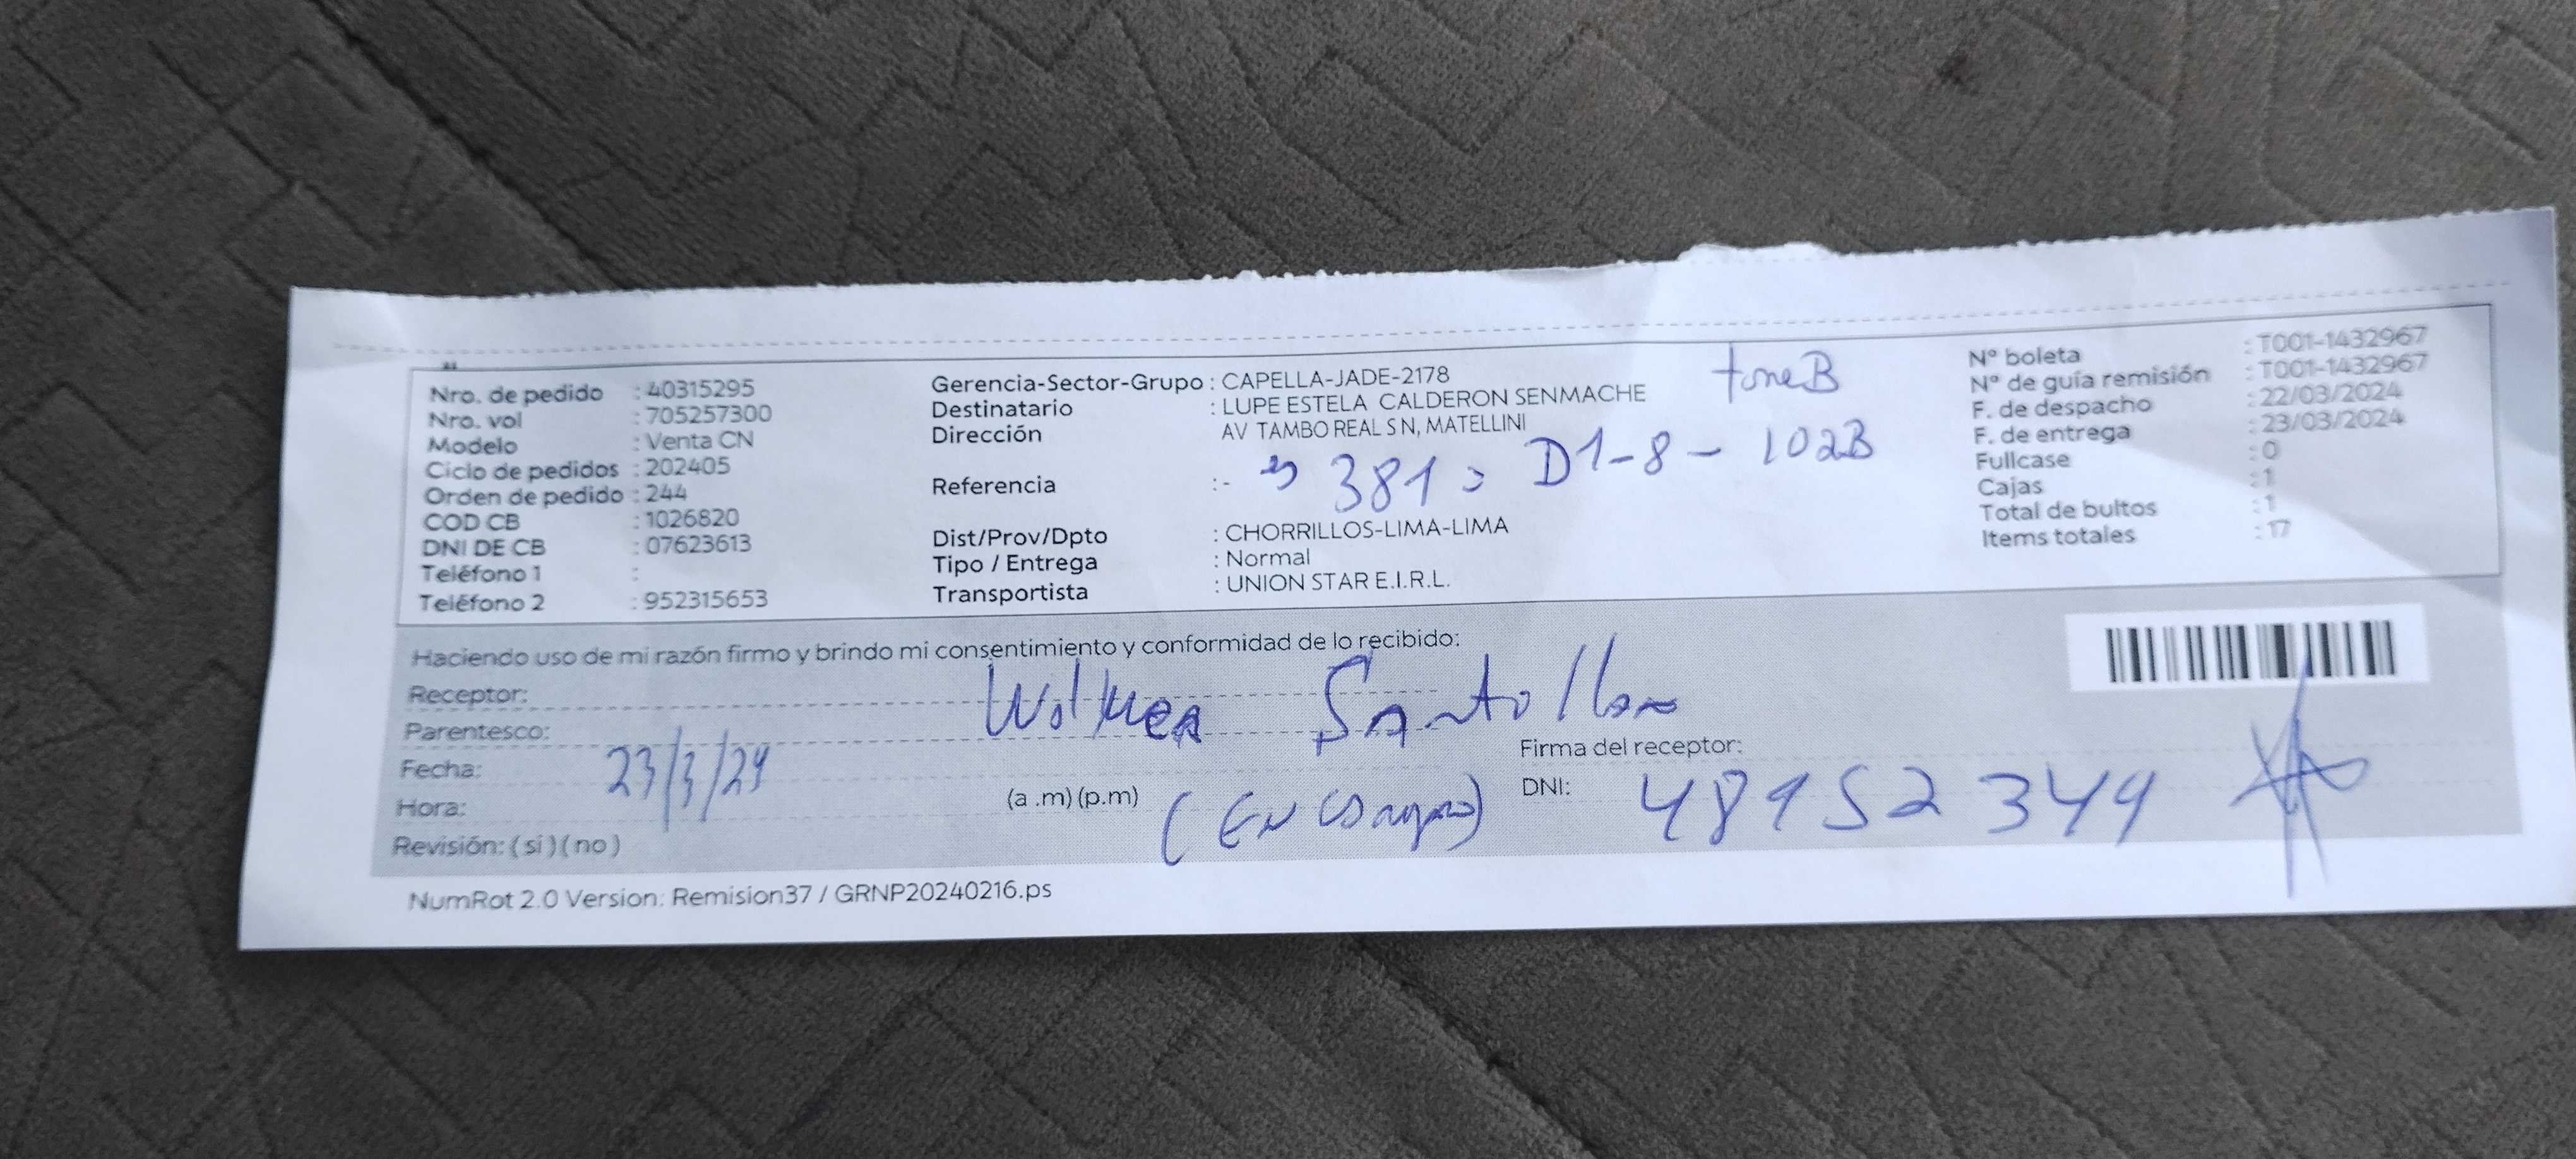 Nro. de pedido : 40315295
Nro. vol : 705257300
Modelo : Venta CN
Ciclo de pedidos : 202405
Orden de pedido : 244
COD CB : 1026820
DNI DE CB : 07623613
Teléfono 1 :
Teléfono 2 : 952315653
Gerencia-Sector-Grupo : CAPELLA-JADE-2178
Destinatario : LUPE ESTELA CALDERON SENMACHE
Dirección AV TAMBO REAL S N, MATELLINI
Referencia :-
381 D1-8 - 102B
Dist/Prov/Dpto : CHORRILLOS-LIMA-LIMA
Tipo / Entrega : Normal
Transportista : UNION STAR E.I.R.L.
N° boleta : T001-1432967
N° de guía remisión : T001-1432967
F. de despacho : 22/03/2024
F. de entrega : 23/03/2024
Fullcase : 0
Cajas : 1
Total de bultos : 1
Items totales : 17
Haciendo uso de mi razón firmo y brindo mi consentimiento y conformidad de lo recibido:
Receptor:
Parentesco:
Fecha: 23/3/24
Hora: (a .m) (p.m)
Revisión: ( si ) ( no )
Firma del receptor:
DNI: 48152344
NumRot 2.0 Version: Remision37 / GRNP20240216.ps